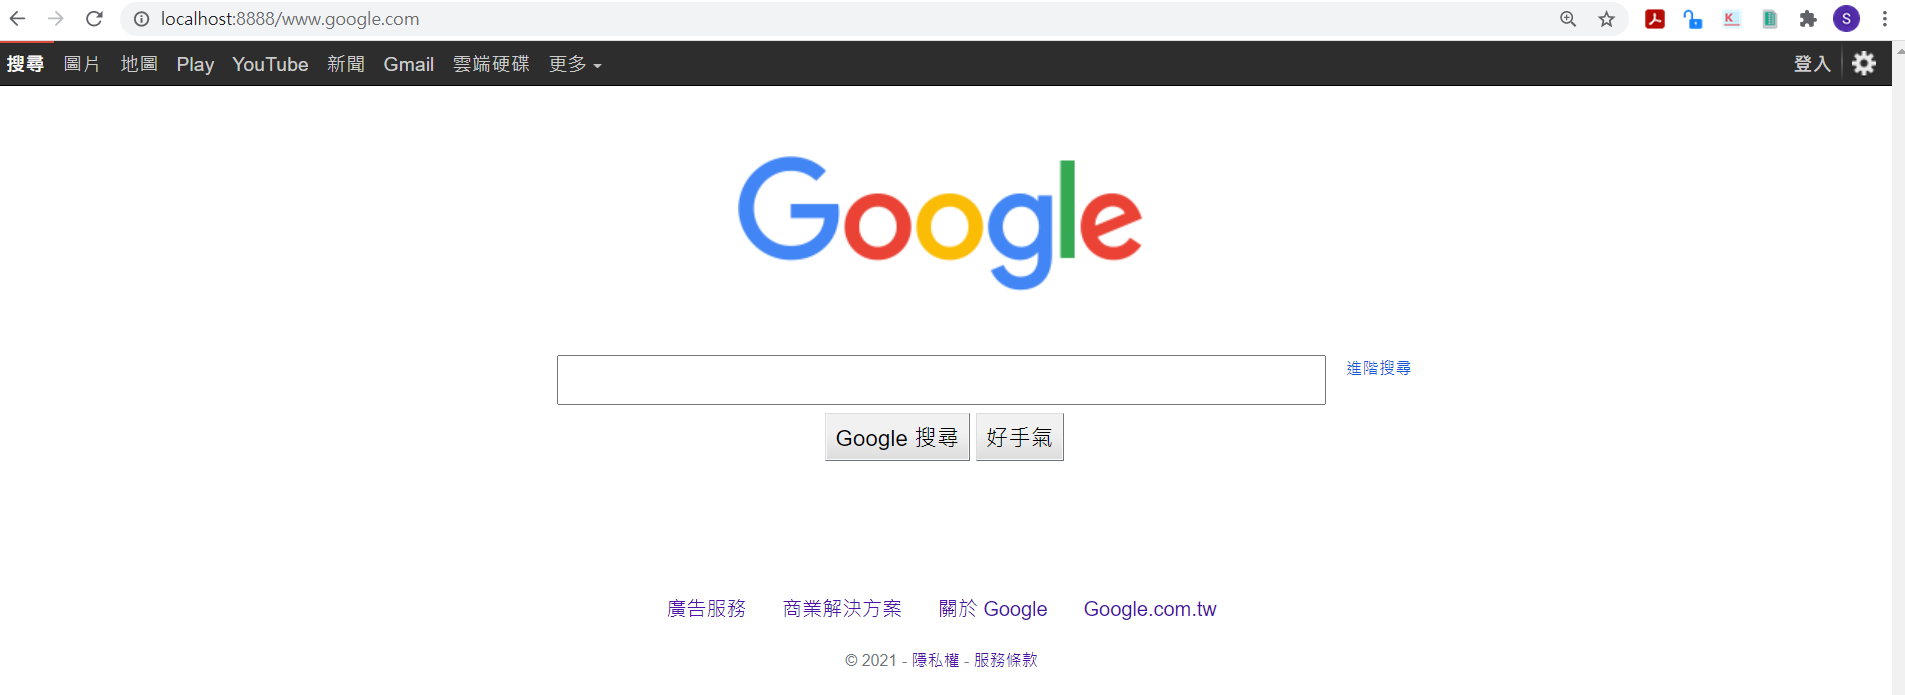 localhost:8888/www.google.com
S
搜尋 圖片 地圖 Play YouTube 新聞 Gmail 雲端硬碟 更多 登入
Google
進階搜尋
Google 搜尋 好手氣
廣告服務 商業解決方案 關於 Google Google.com.tw
© 2021 - 隱私權 - 服務條款